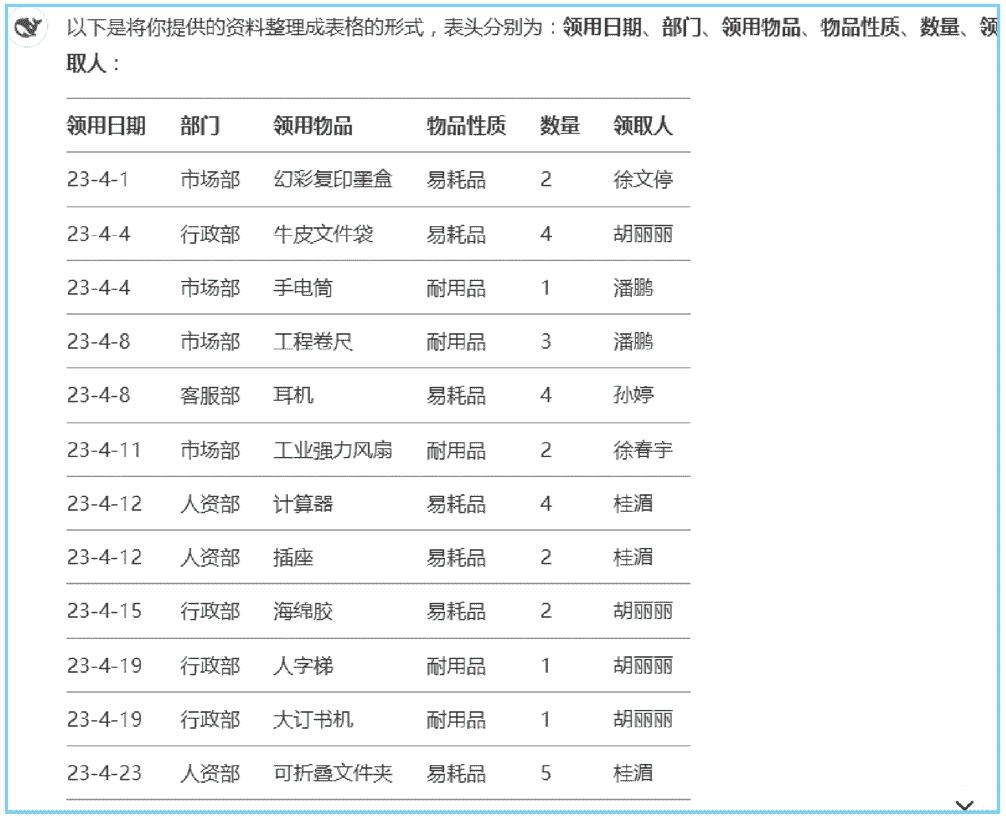 以下是将你提供的资料整理成表格的形式，表头分别为：领用日期、部门、领用物品、物品性质、数量、领
取人：
领用日期 部门 领用物品 物品性质 数量 领取人
23-4-1 市场部 幻彩复印墨盒 易耗品 2 徐文停
23-4-4 行政部 牛皮文件袋 易耗品 4 胡丽丽
23-4-4 市场部 手电筒 耐用品 1 潘鹏
23-4-8 市场部 工程卷尺 耐用品 3 潘鹏
23-4-8 客服部 耳机 易耗品 4 孙婷
23-4-11 市场部 工业强力风扇 耐用品 2 徐春宇
23-4-12 人资部 计算器 易耗品 4 桂湄
23-4-12 人资部 插座 易耗品 2 桂湄
23-4-15 行政部 海绵胶 易耗品 2 胡丽丽
23-4-19 行政部 人字梯 耐用品 1 胡丽丽
23-4-19 行政部 大订书机 耐用品 1 胡丽丽
23-4-23 人资部 可折叠文件夹 易耗品 5 桂湄